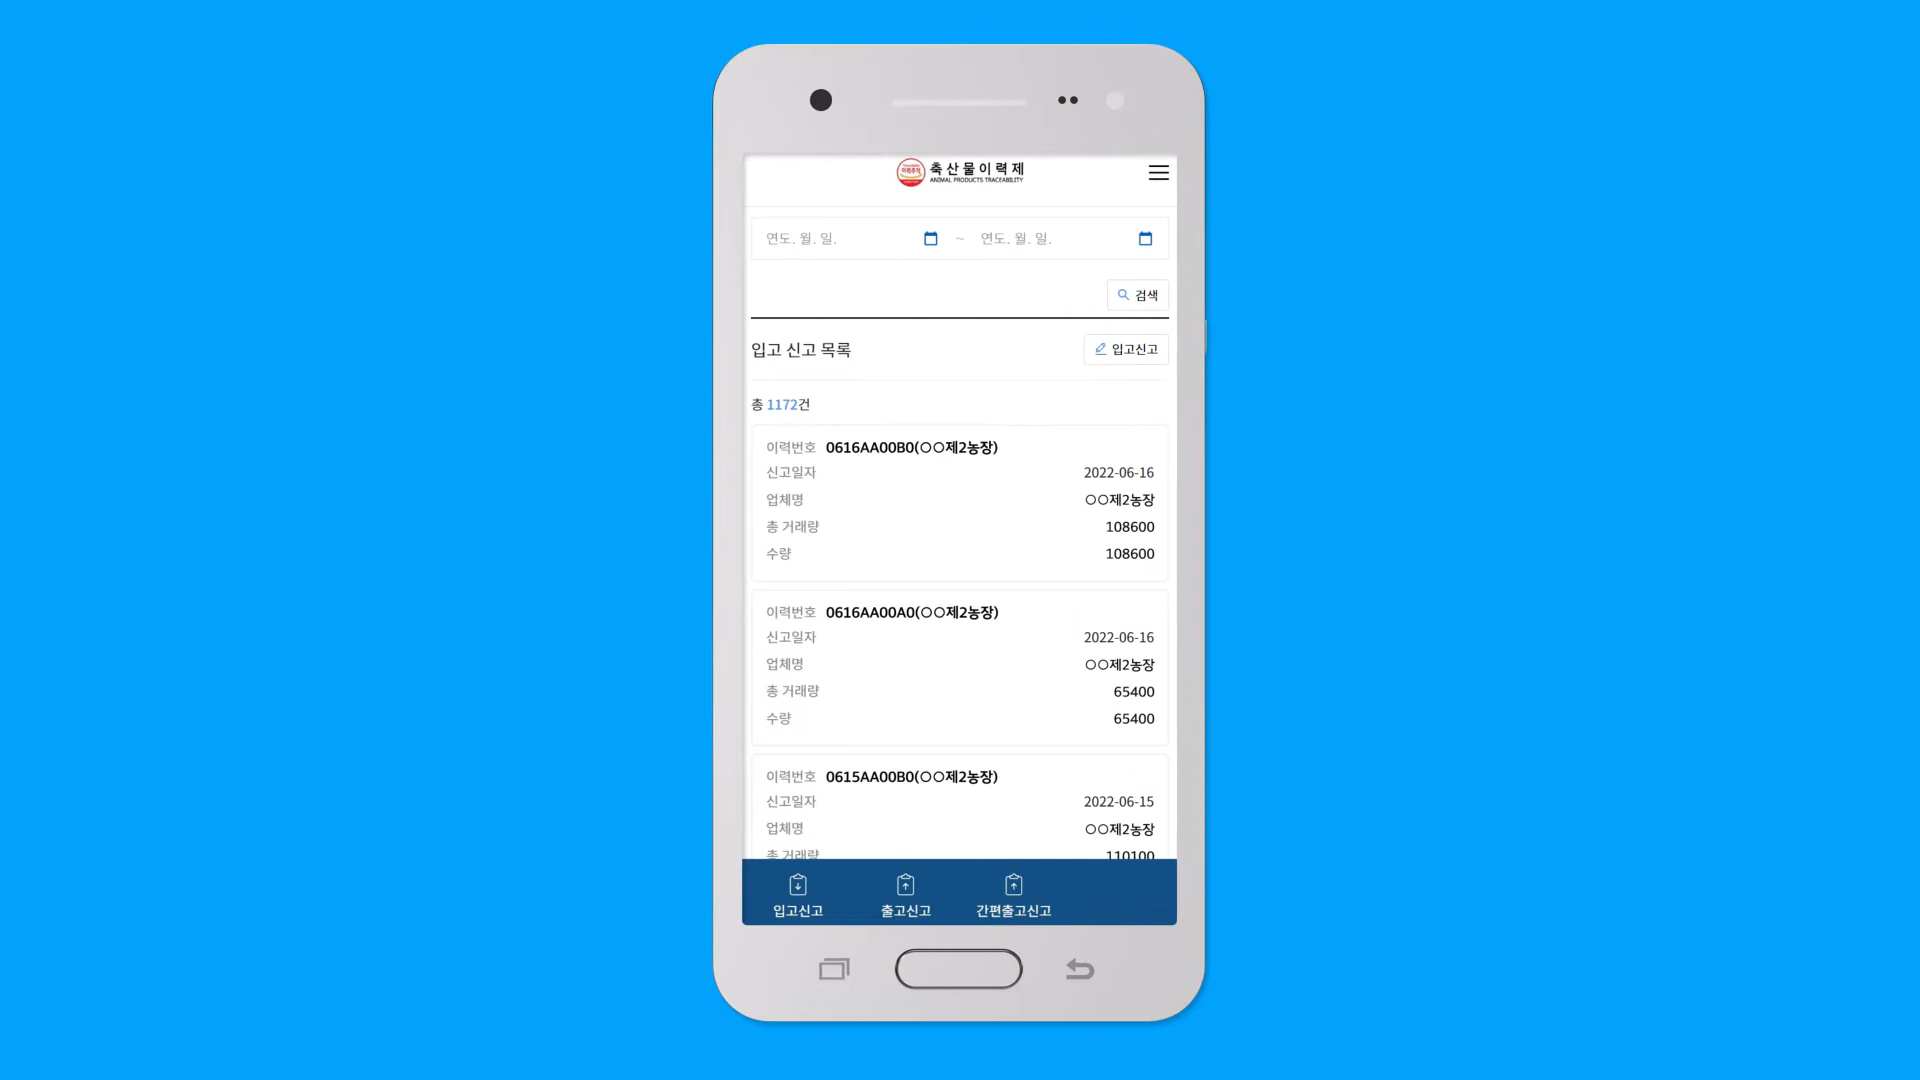 축산물이력제
ANIMAL PRODUCTS TRACEABILITY
연도. 월. 일. ~ 연도. 월. 일.
검색
입고 신고 목록
입고신고
총 1172건
이력번호 0616AA00B0(○○제2농장)
신고일자 2022-06-16
업체명 ○○제2농장
총 거래량 108600
수량 108600
이력번호 0616AA00A0(○○제2농장)
신고일자 2022-06-16
업체명 ○○제2농장
총 거래량 65400
수량 65400
이력번호 0615AA00B0(○○제2농장)
신고일자 2022-06-15
업체명 ○○제2농장
총 거래량 110100
입고신고 출고신고 간편출고신고